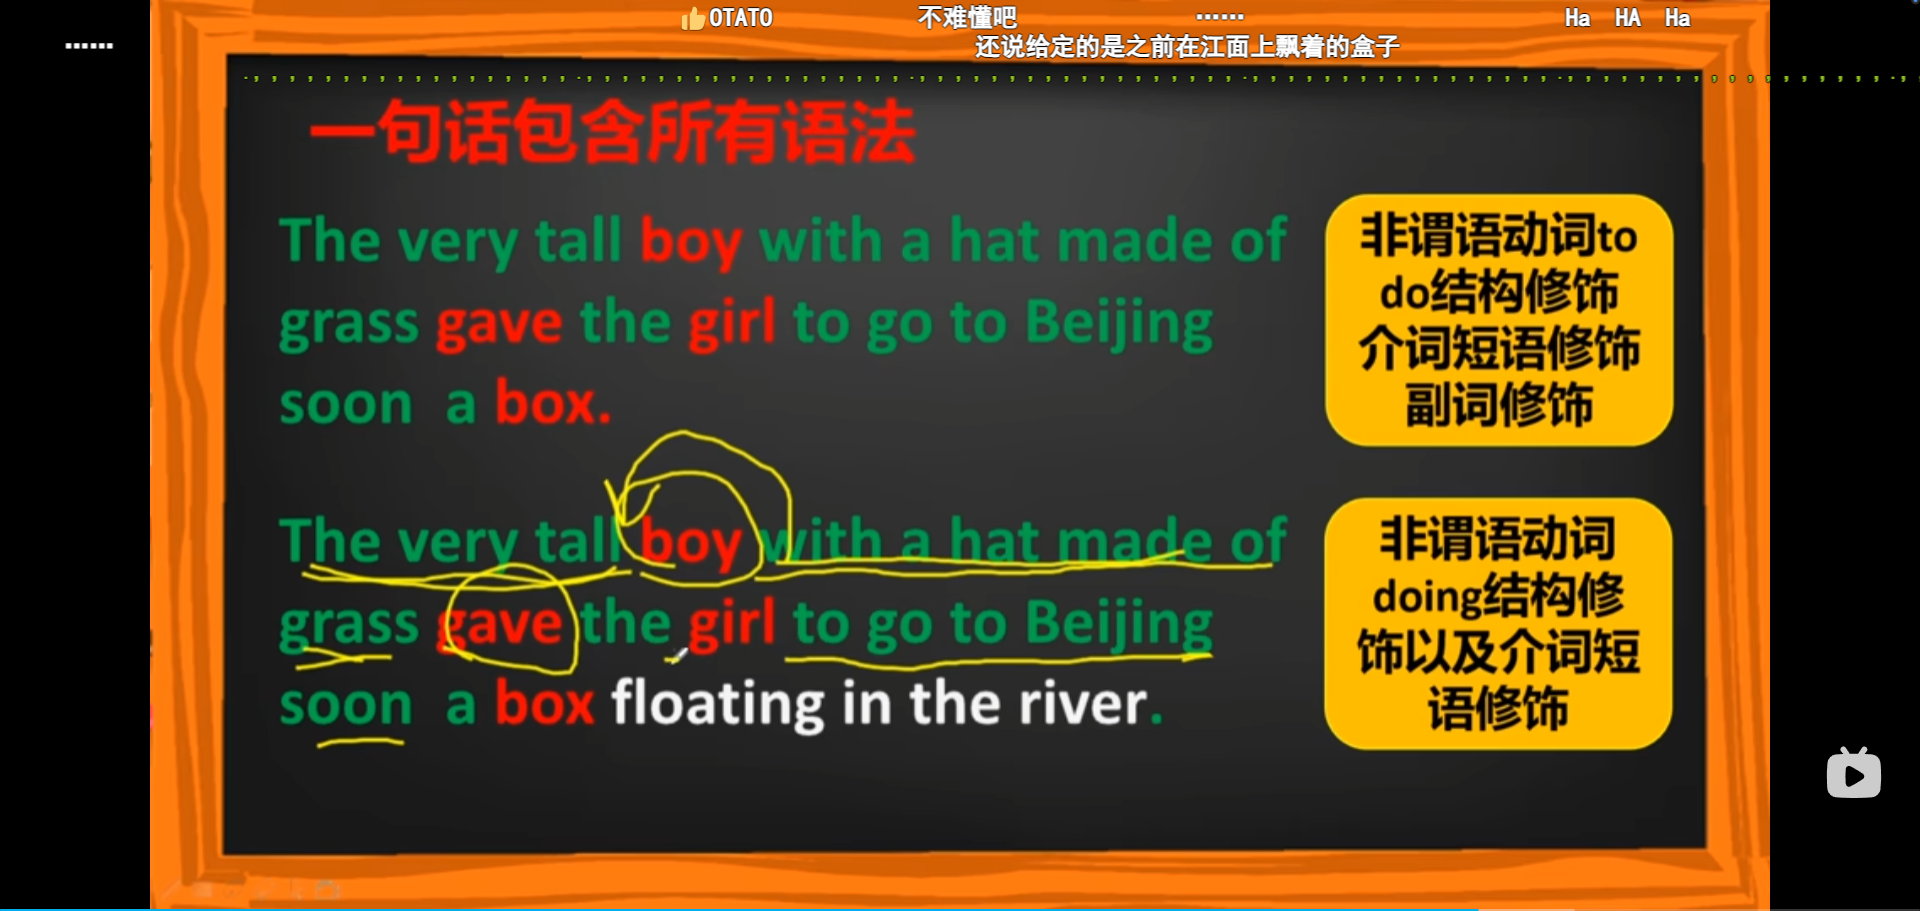 OTATO 不难懂吧 ...... Ha HA Ha
...... 还说给定的是之前在江面上飘着的盒子
一句话包含所有语法
The very tall boy with a hat made of
grass gave the girl to go to Beijing
soon a box.
非谓语动词to
do结构修饰
介词短语修饰
副词修饰
The very tall boy with a hat made of
grass gave the girl to go to Beijing
soon a box floating in the river.
非谓语动词
doing结构修
饰以及介词短
语修饰